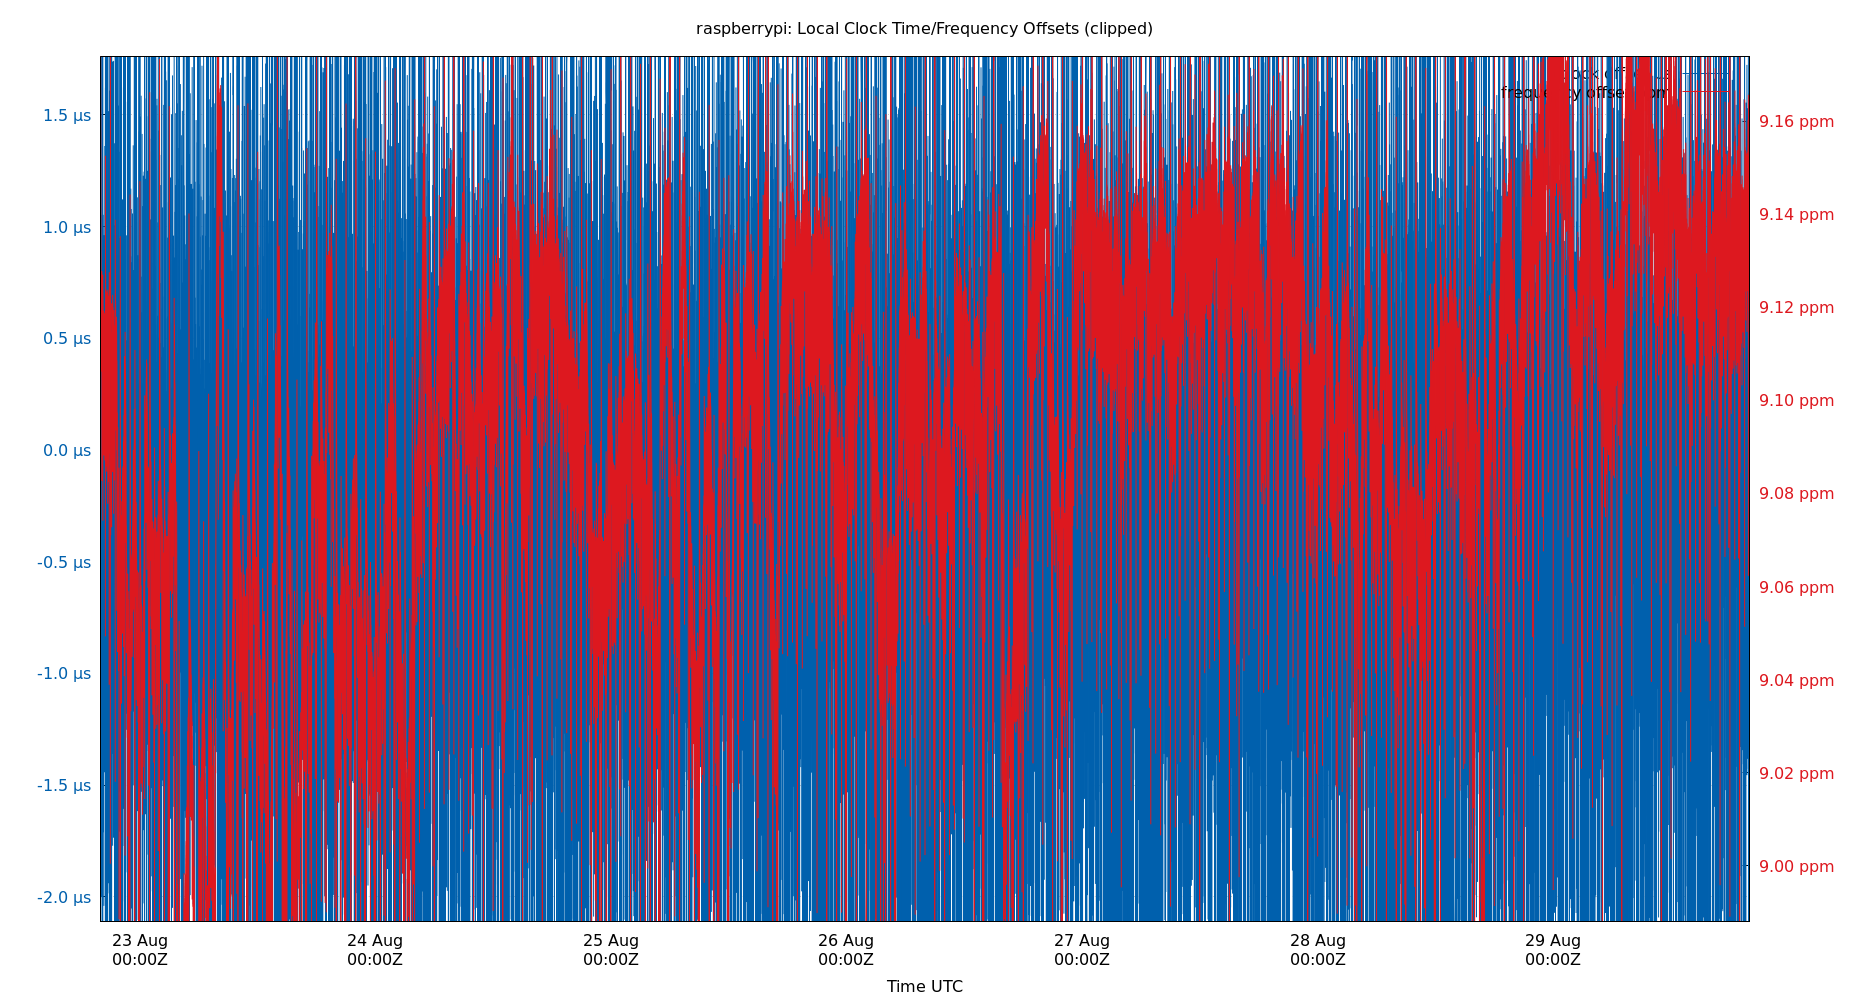 raspberrypi: Local Clock Time/Frequency Offsets (clipped)
1.5 µs
1.0 µs
0.5 µs
0.0 µs
-0.5 µs
-1.0 µs
-1.5 µs
-2.0 µs
9.16 ppm
9.14 ppm
9.12 ppm
9.10 ppm
9.08 ppm
9.06 ppm
9.04 ppm
9.02 ppm
9.00 ppm
23 Aug
00:00Z
24 Aug
00:00Z
25 Aug
00:00Z
26 Aug
00:00Z
27 Aug
00:00Z
28 Aug
00:00Z
29 Aug
00:00Z
Time UTC